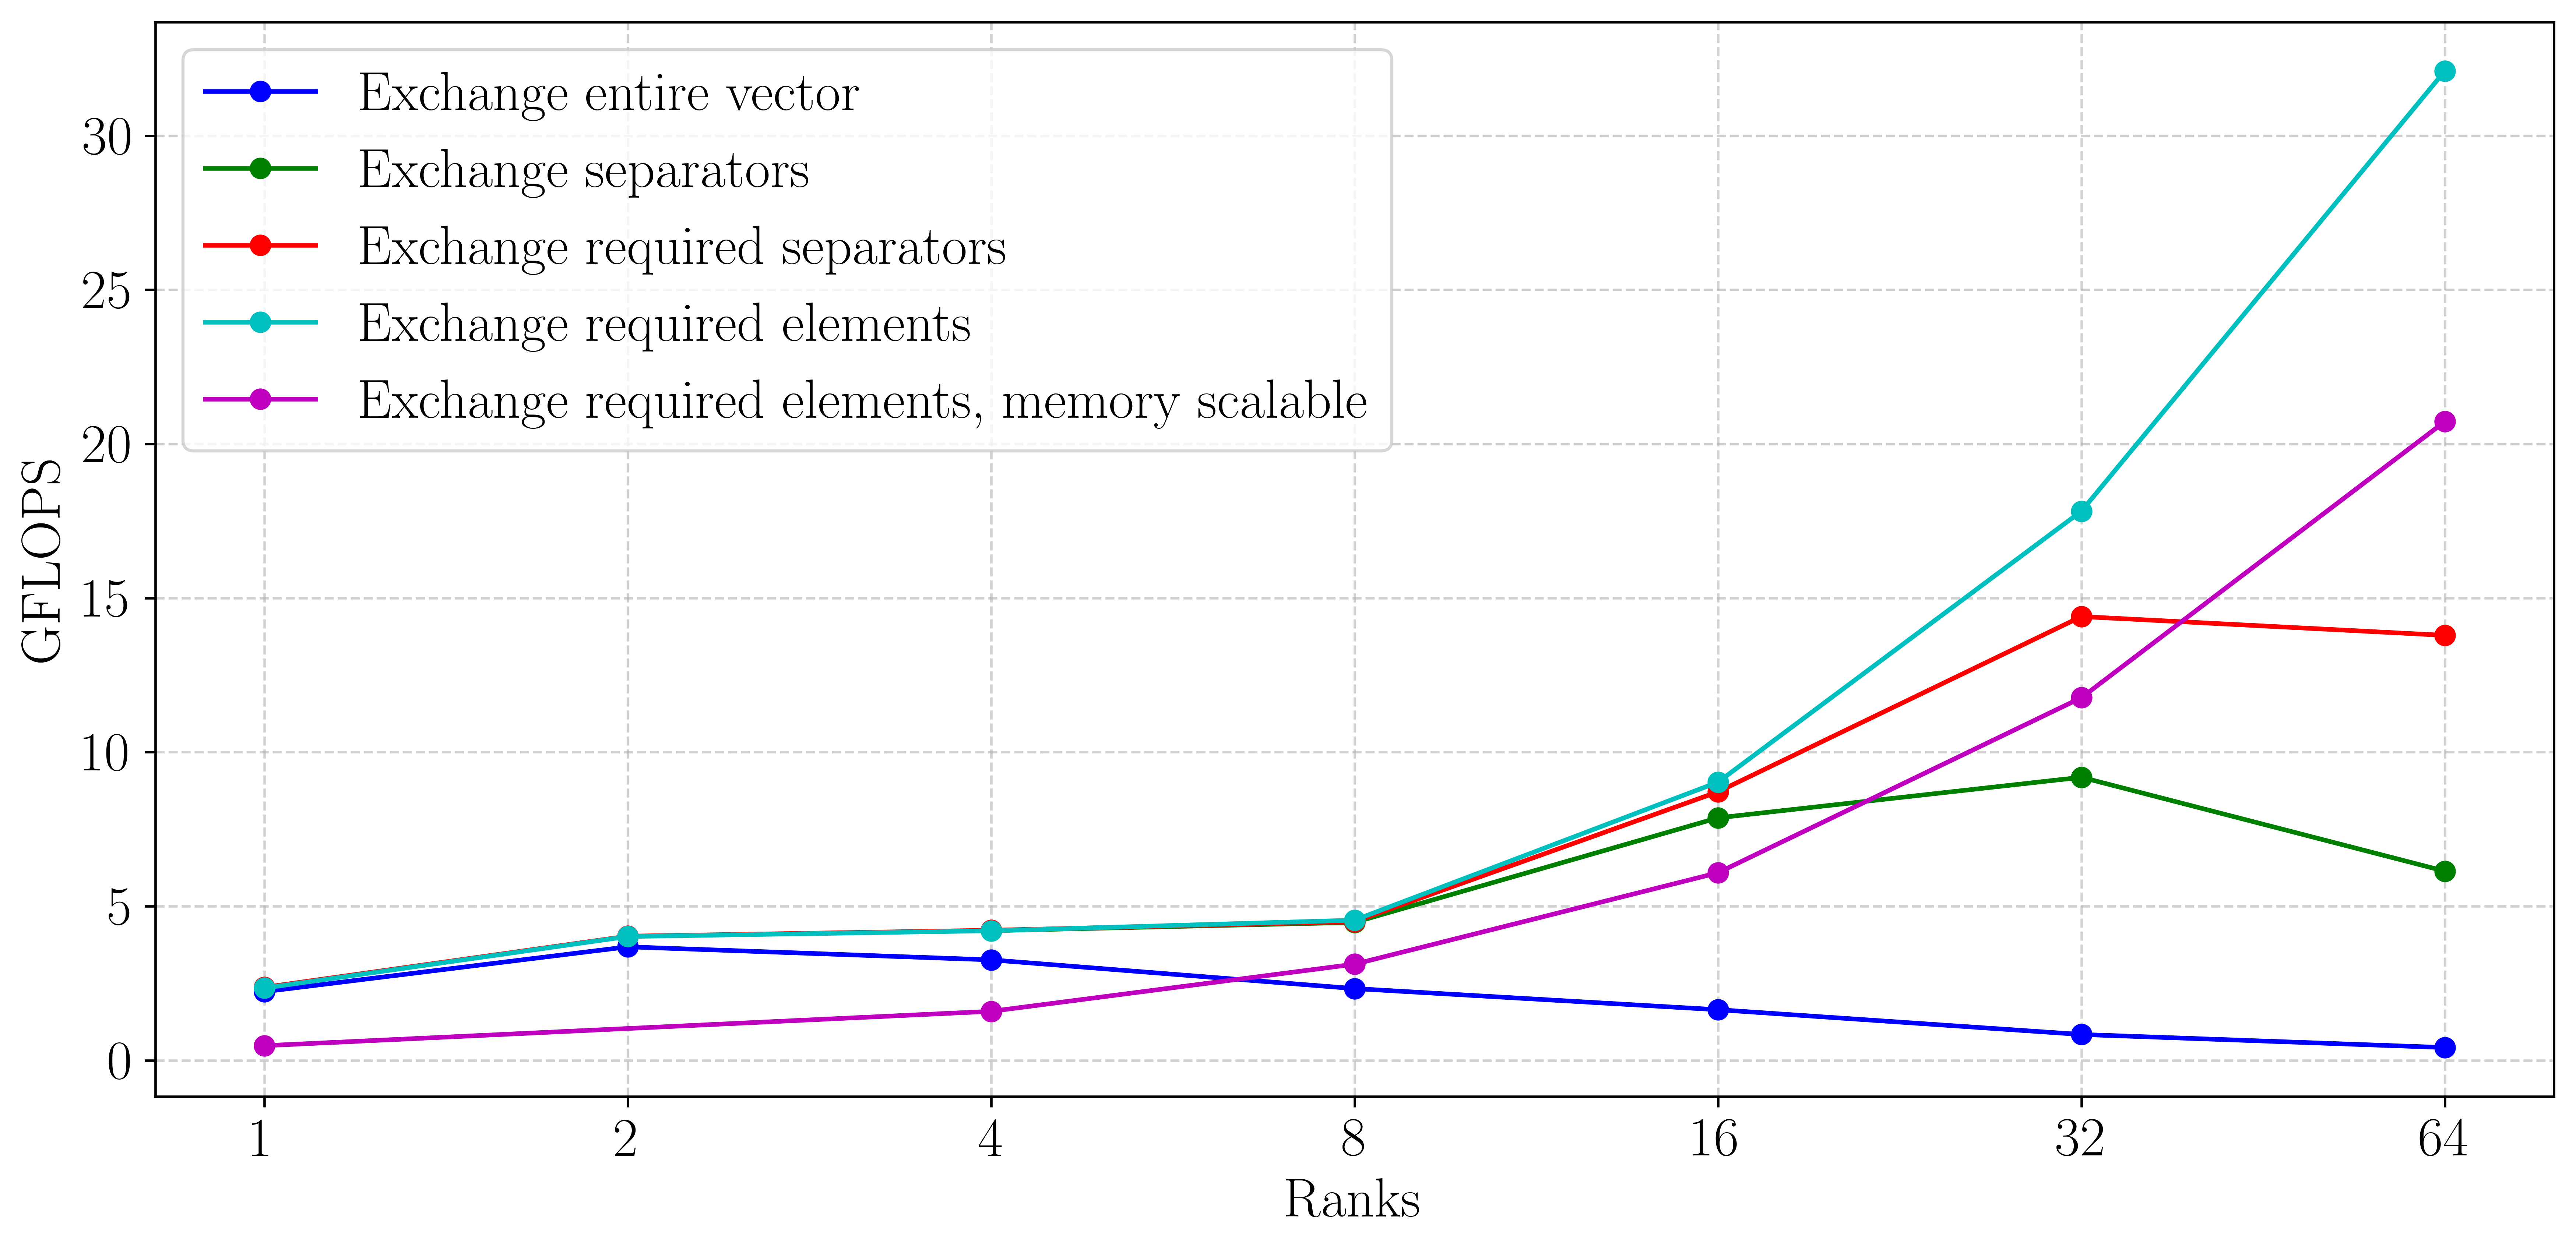 Exchange entire vector
Exchange separators
Exchange required separators
Exchange required elements
Exchange required elements, memory scalable
30
25
20
15
10
5
0
GFLOPS
1 2 4 8 16 32 64
Ranks